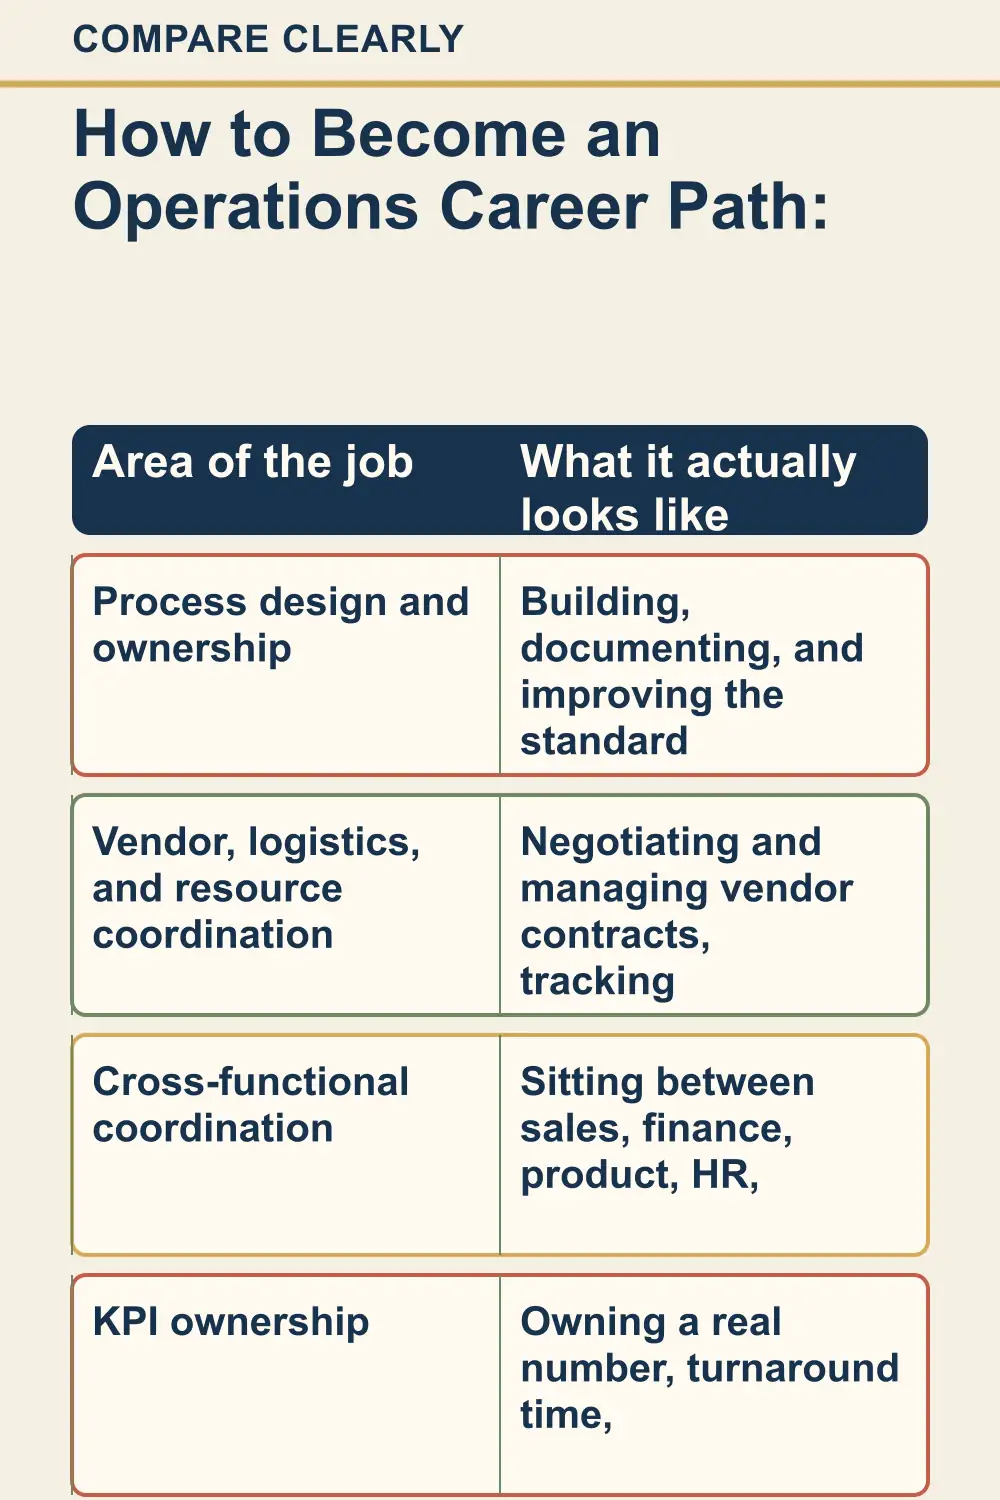 COMPARE CLEARLY
How to Become an
Operations Career Path:
Area of the job
What it actually
looks like
Process design and
ownership
Building,
documenting, and
improving the
standard
Vendor, logistics,
and resource
coordination
Negotiating and
managing vendor
contracts,
tracking
Cross-functional
coordination
Sitting between
sales, finance,
product, HR,
KPI ownership
Owning a real
number, turnaround
time,